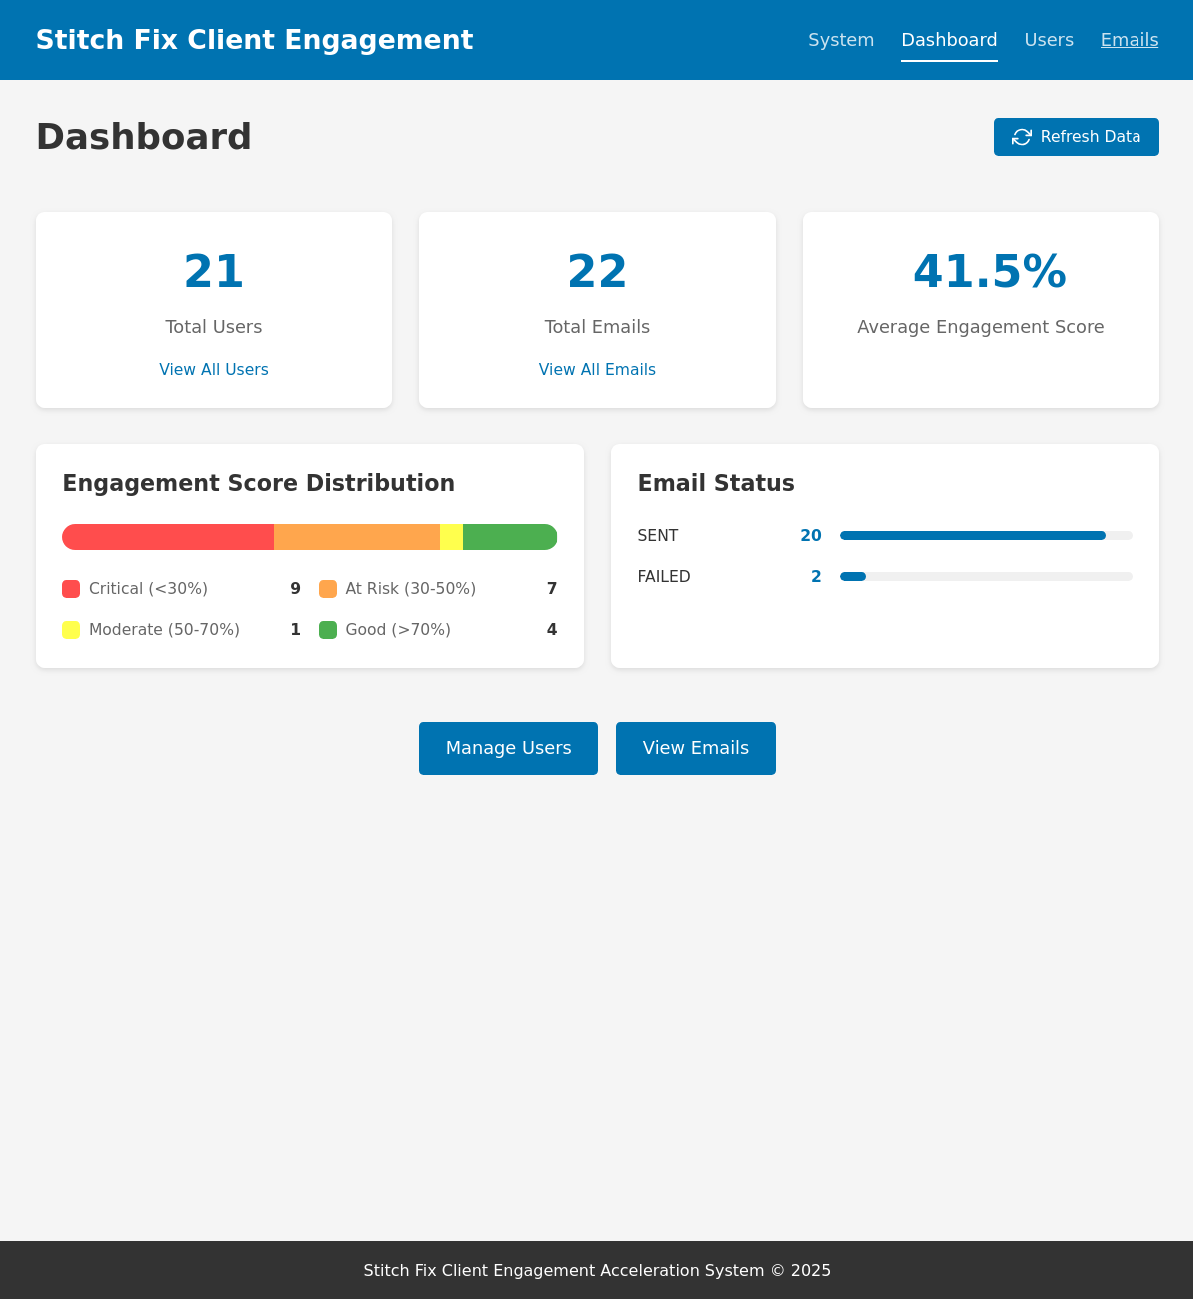 Stitch Fix Client Engagement
System Dashboard Users Emails
Dashboard
Refresh Data
21
Total Users
View All Users
22
Total Emails
View All Emails
41.5%
Average Engagement Score
Engagement Score Distribution
Critical (<30%) 9 At Risk (30-50%) 7
Moderate (50-70%) 1 Good (>70%) 4
Email Status
SENT 20
FAILED 2
Manage Users View Emails
Stitch Fix Client Engagement Acceleration System © 2025